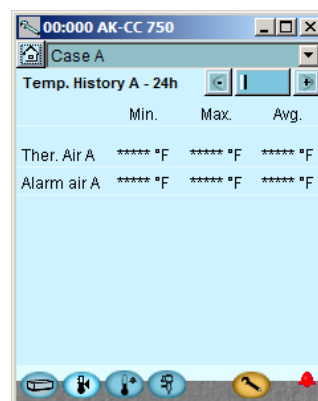 00:000 AK-CC 750
Case A
Temp. History A - 24h
Min. Max. Avg.
Ther. Air A ***** °F ***** °F ***** °F
Alarm air A ***** °F ***** °F ***** °F